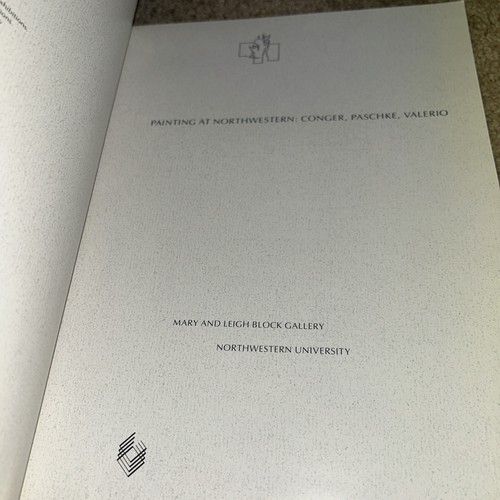 PAINTING AT NORTHWESTERN: CONGER, PASCHKE, VALERIO
MARY AND LEIGH BLOCK GALLERY
NORTHWESTERN UNIVERSITY